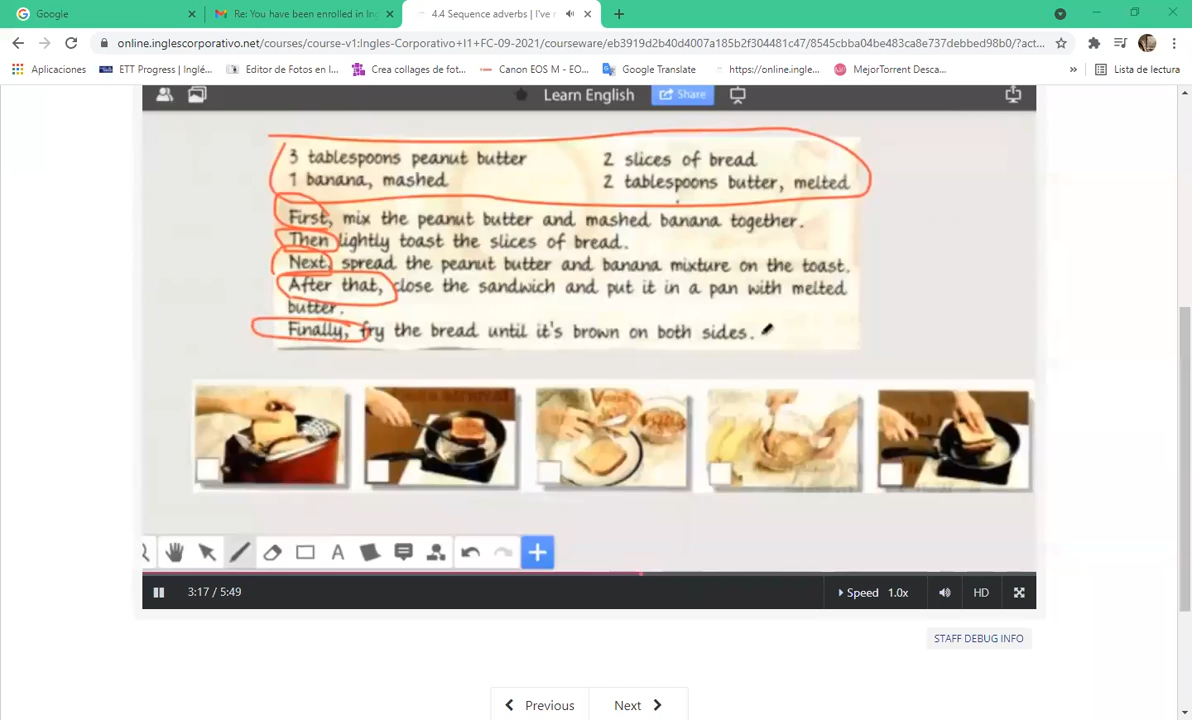 Google
Re: You have been enrolled in Ing
4.4 Sequence adverbs | I've r
online.inglescorporativo.net/courses/course-v1:Ingles-Corporativo+I1+FC-09-2021/courseware/eb3919d2b40d4007a185b2f304481c47/8545cbba04be483ca8e737debbed98b0/?act...
Aplicaciones
ETT Progress | Inglé...
Editor de Fotos en l...
Crea collages de fot...
Canon EOS M - EO...
Google Translate
https://online.ingle...
MejorTorrent Desca...
»
Lista de lectura
Learn English
Share
3 tablespoons peanut butter
2 slices of bread
1 banana, mashed
2 tablespoons butter, melted
First, mix the peanut butter and mashed banana together.
Then lightly toast the slices of bread.
Next, spread the peanut butter and banana mixture on the toast.
After that, close the sandwich and put it in a pan with melted
butter.
Finally, fry the bread until it's brown on both sides.
A
3:17 / 5:49
Speed 1.0x
HD
STAFF DEBUG INFO
Previous
Next